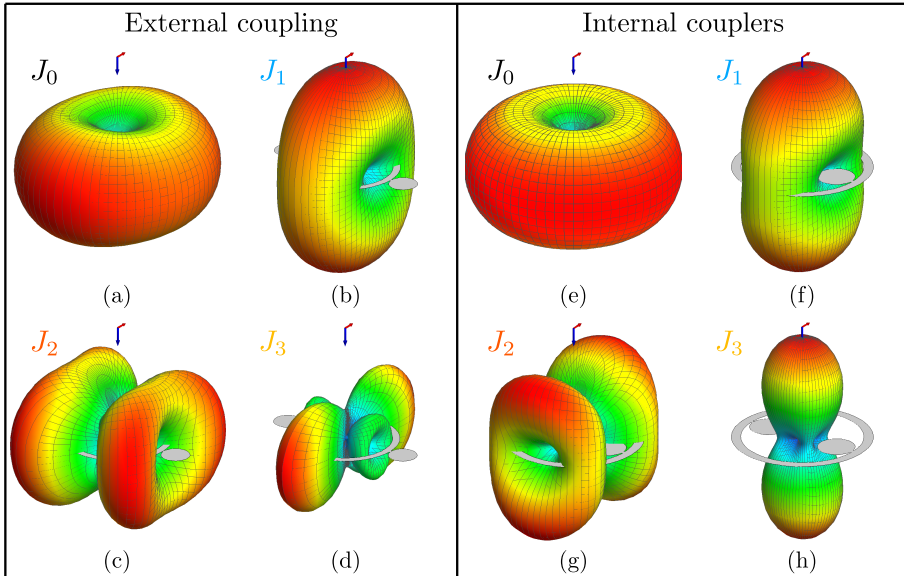 External coupling
Internal couplers
J0
J1
J0
J1
(a)
(b)
(e)
(f)
J2
J3
J2
J3
(c)
(d)
(g)
(h)